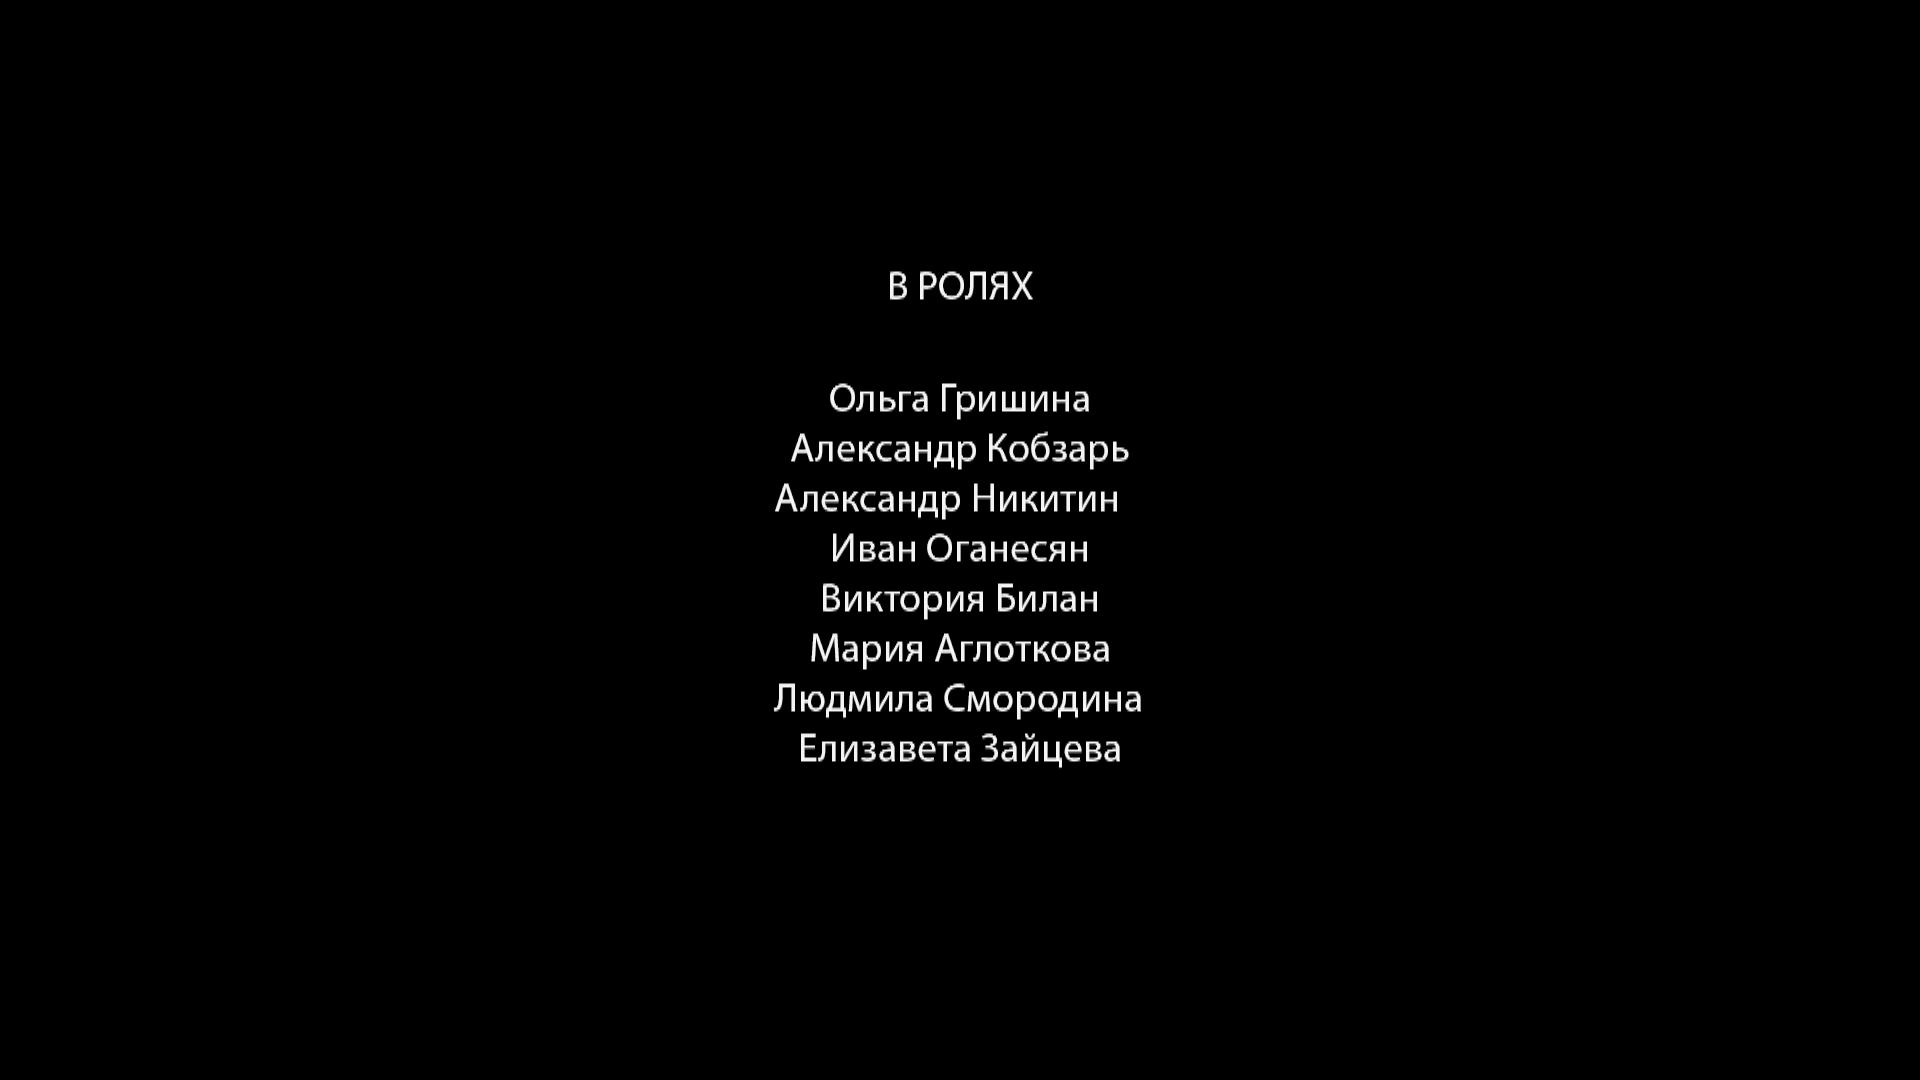 В РОЛЯХ
Ольга Гришина
Александр Кобзарь
Александр Никитин
Иван Оганесян
Виктория Билан
Мария Аглоткова
Людмила Смородина
Елизавета Зайцева